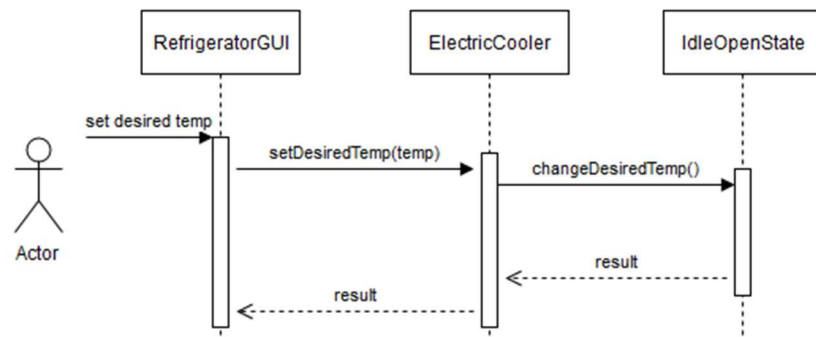 RefrigeratorGUI
ElectricCooler
IdleOpenState
set desired temp
setDesiredTemp(temp)
changeDesiredTemp()
Actor
result
result